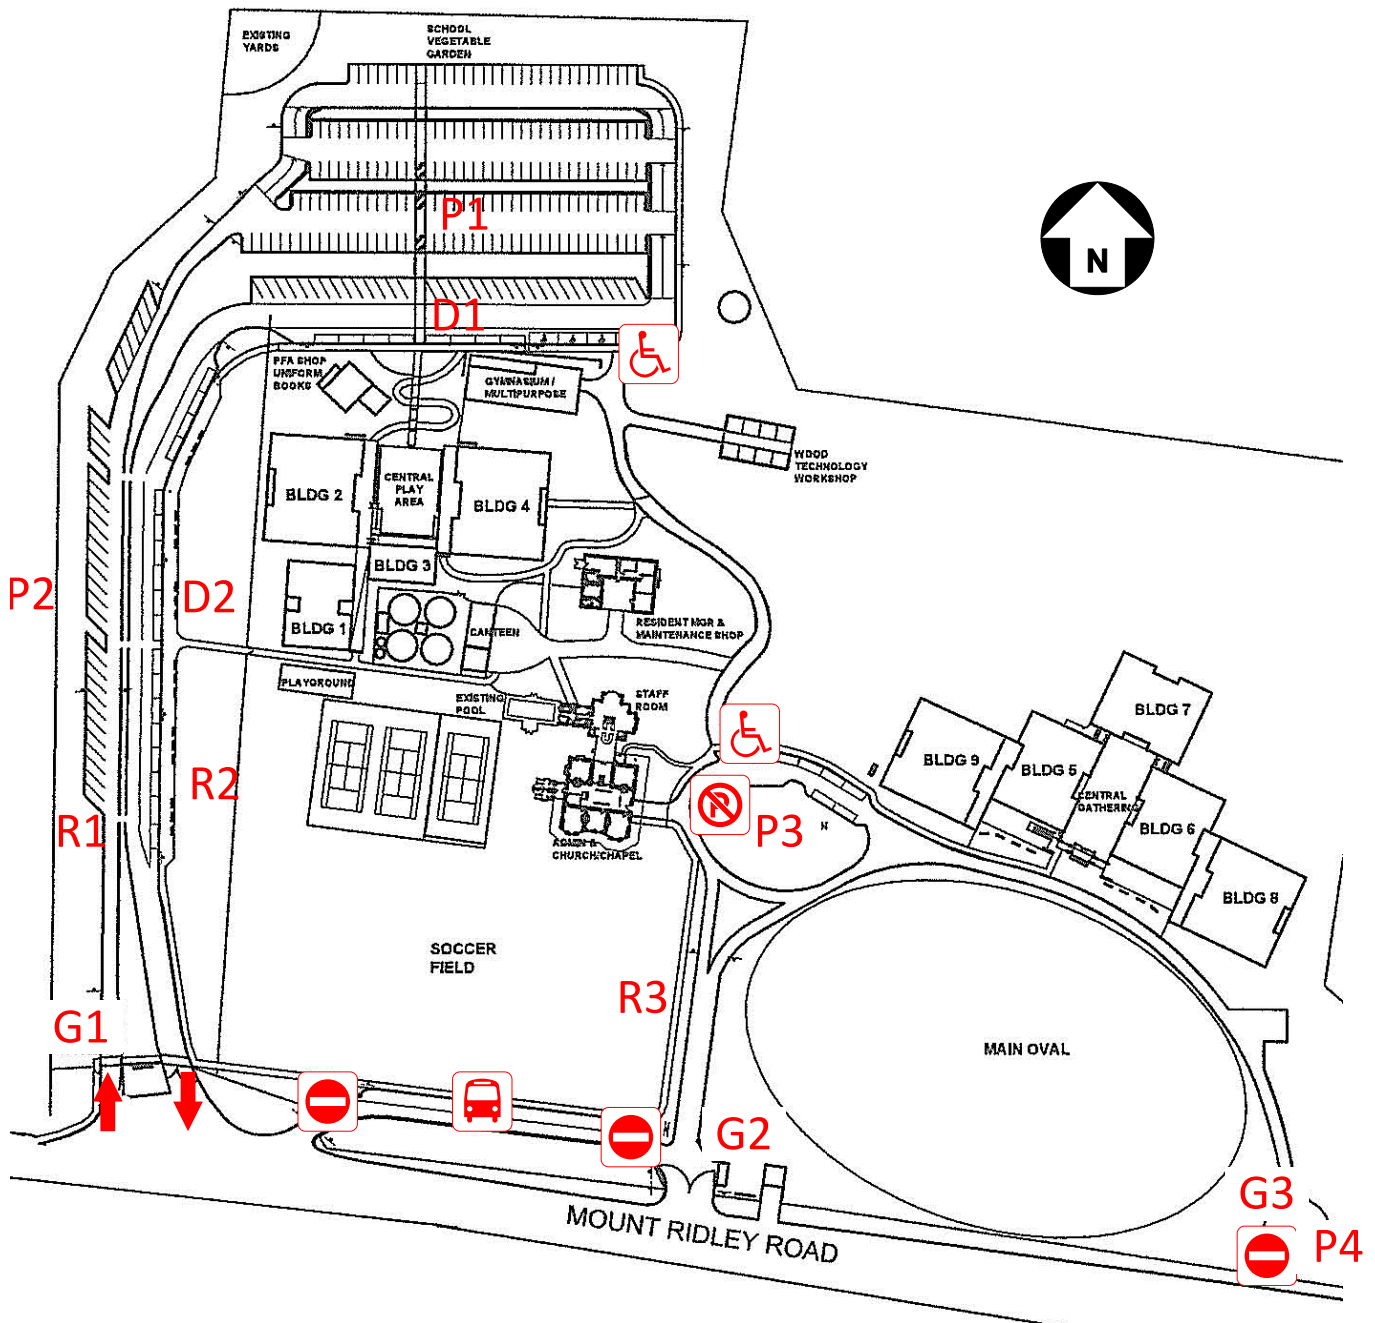 EXISTING
YARDS
SCHOOL
VEGETABLE
GARDEN
P1
N
D1
PFA SHOP
UNIFORM
BOOKS
GYMNASIUM /
MULTIPURPOSE
WOOD
TECHNOLOGY
WORKSHOP
BLDG 2
CENTRAL
PLAY
AREA
BLDG 4
BLDG 3
P2
D2
BLDG 1
CANTEEN
RESIDENT MGR &
MAINTENANCE SHOP
PLAYGROUND
EXISTING
POOL
STAFF
ROOM
BLDG 7
BLDG 9
BLDG 5
CENTRAL
GATHERING
R2
P
R1
P3
BLDG 6
ADMIN &
CHURCH/CHAPEL
BLDG 8
SOCCER
FIELD
R3
G1
MAIN OVAL
G2
G3
MOUNT RIDLEY ROAD
P4